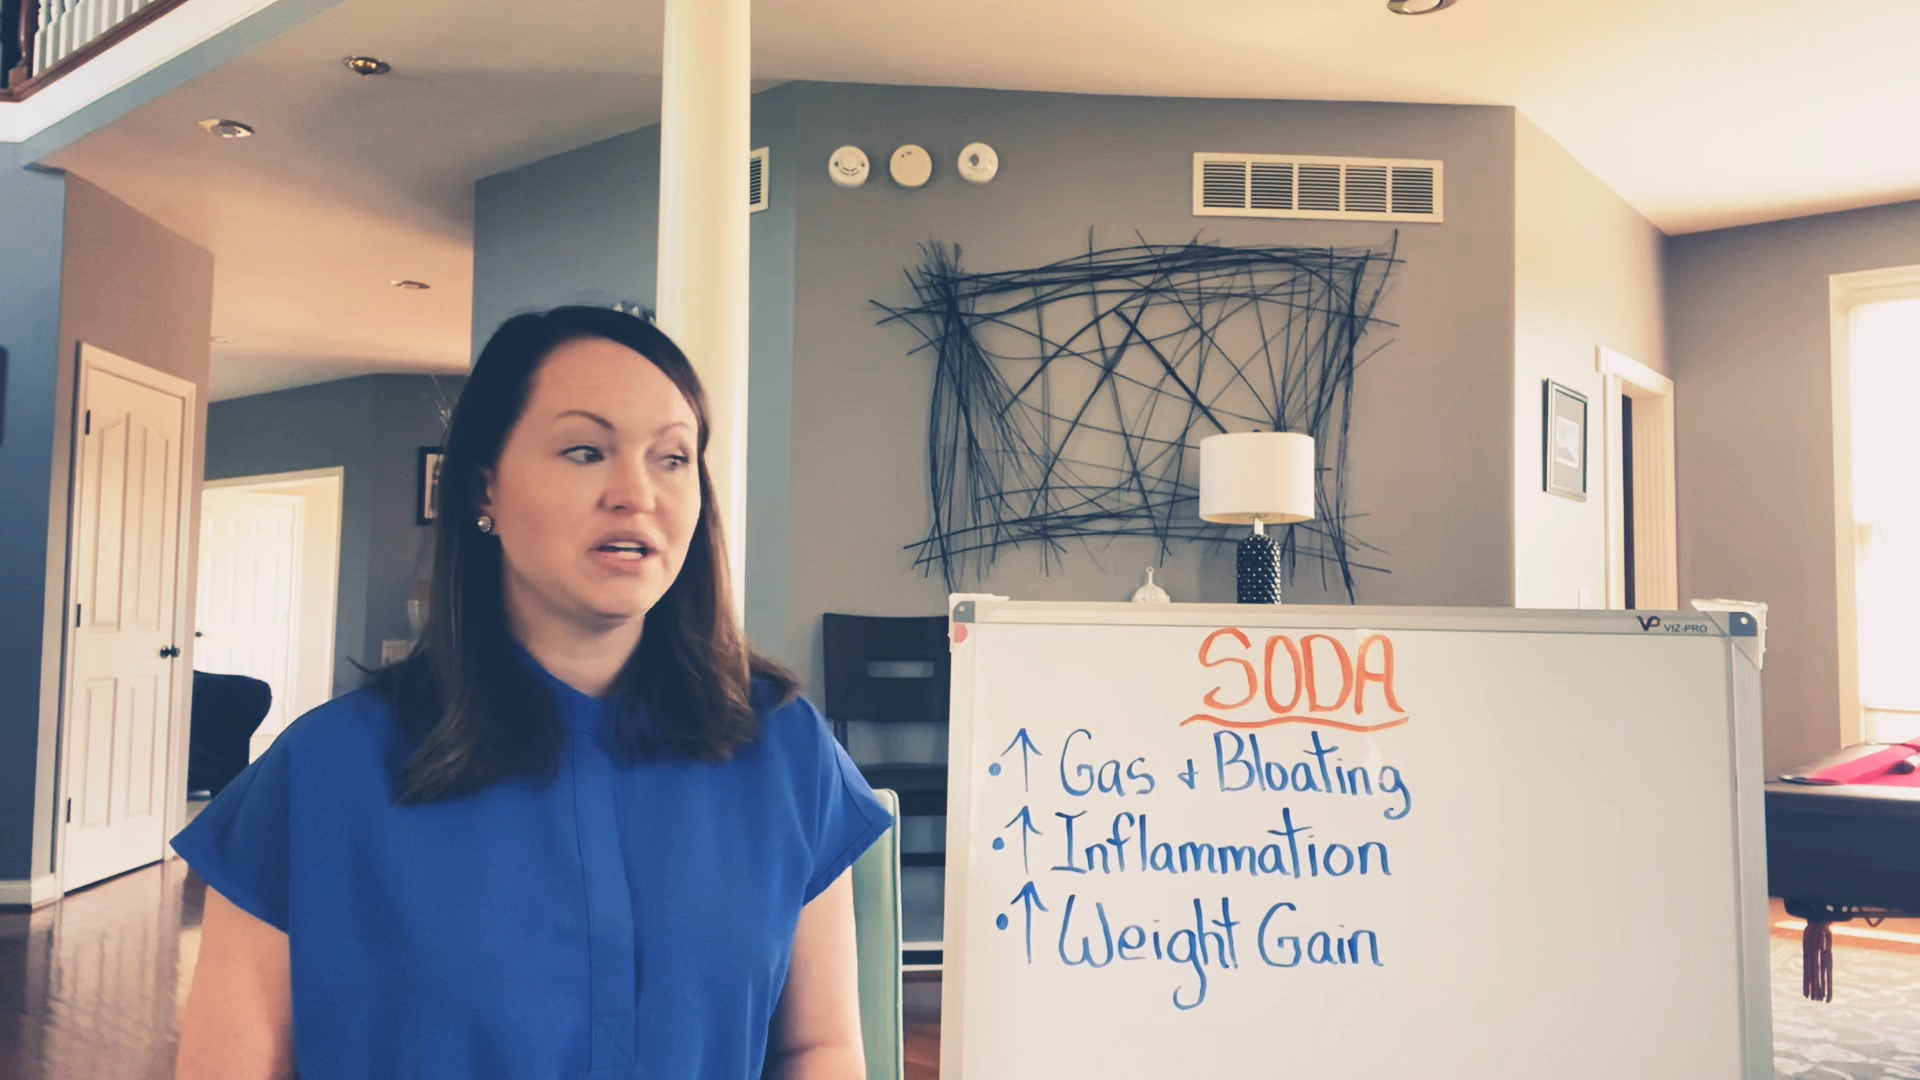 VP VIZ-PRO
SODA
• ↑ Gas & Bloating
• ↑ Inflammation
• ↑ Weight Gain